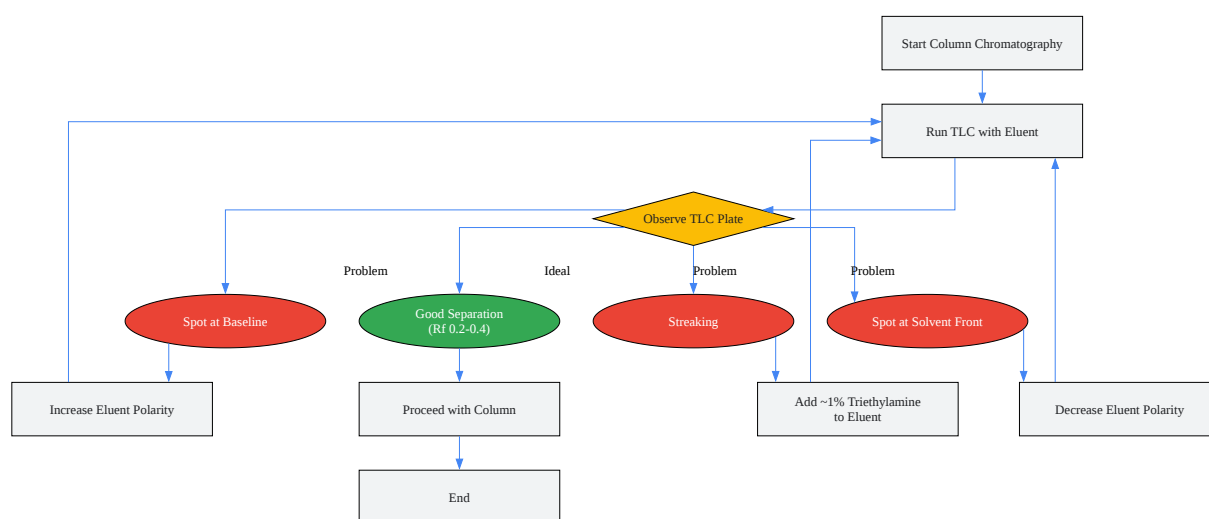 Start Column Chromatography
Run TLC with Eluent
Observe TLC Plate
Problem
Ideal
Problem
Problem
Spot at Baseline
Good Separation
(Rf 0.2-0.4)
Streaking
Spot at Solvent Front
Increase Eluent Polarity
Proceed with Column
Add ~1% Triethylamine
to Eluent
Decrease Eluent Polarity
End